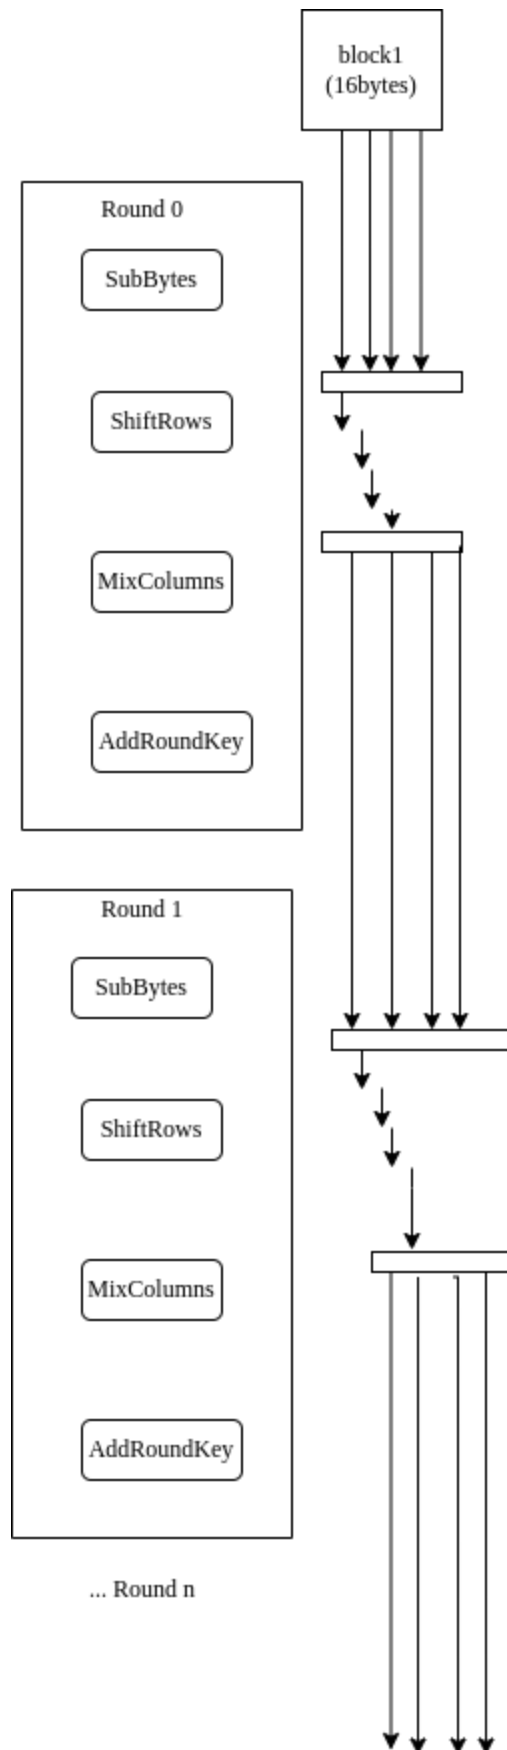 block1
(16bytes)
Round 0
SubBytes
ShiftRows
MixColumns
AddRoundKey
Round 1
SubBytes
ShiftRows
MixColumns
AddRoundKey
... Round n